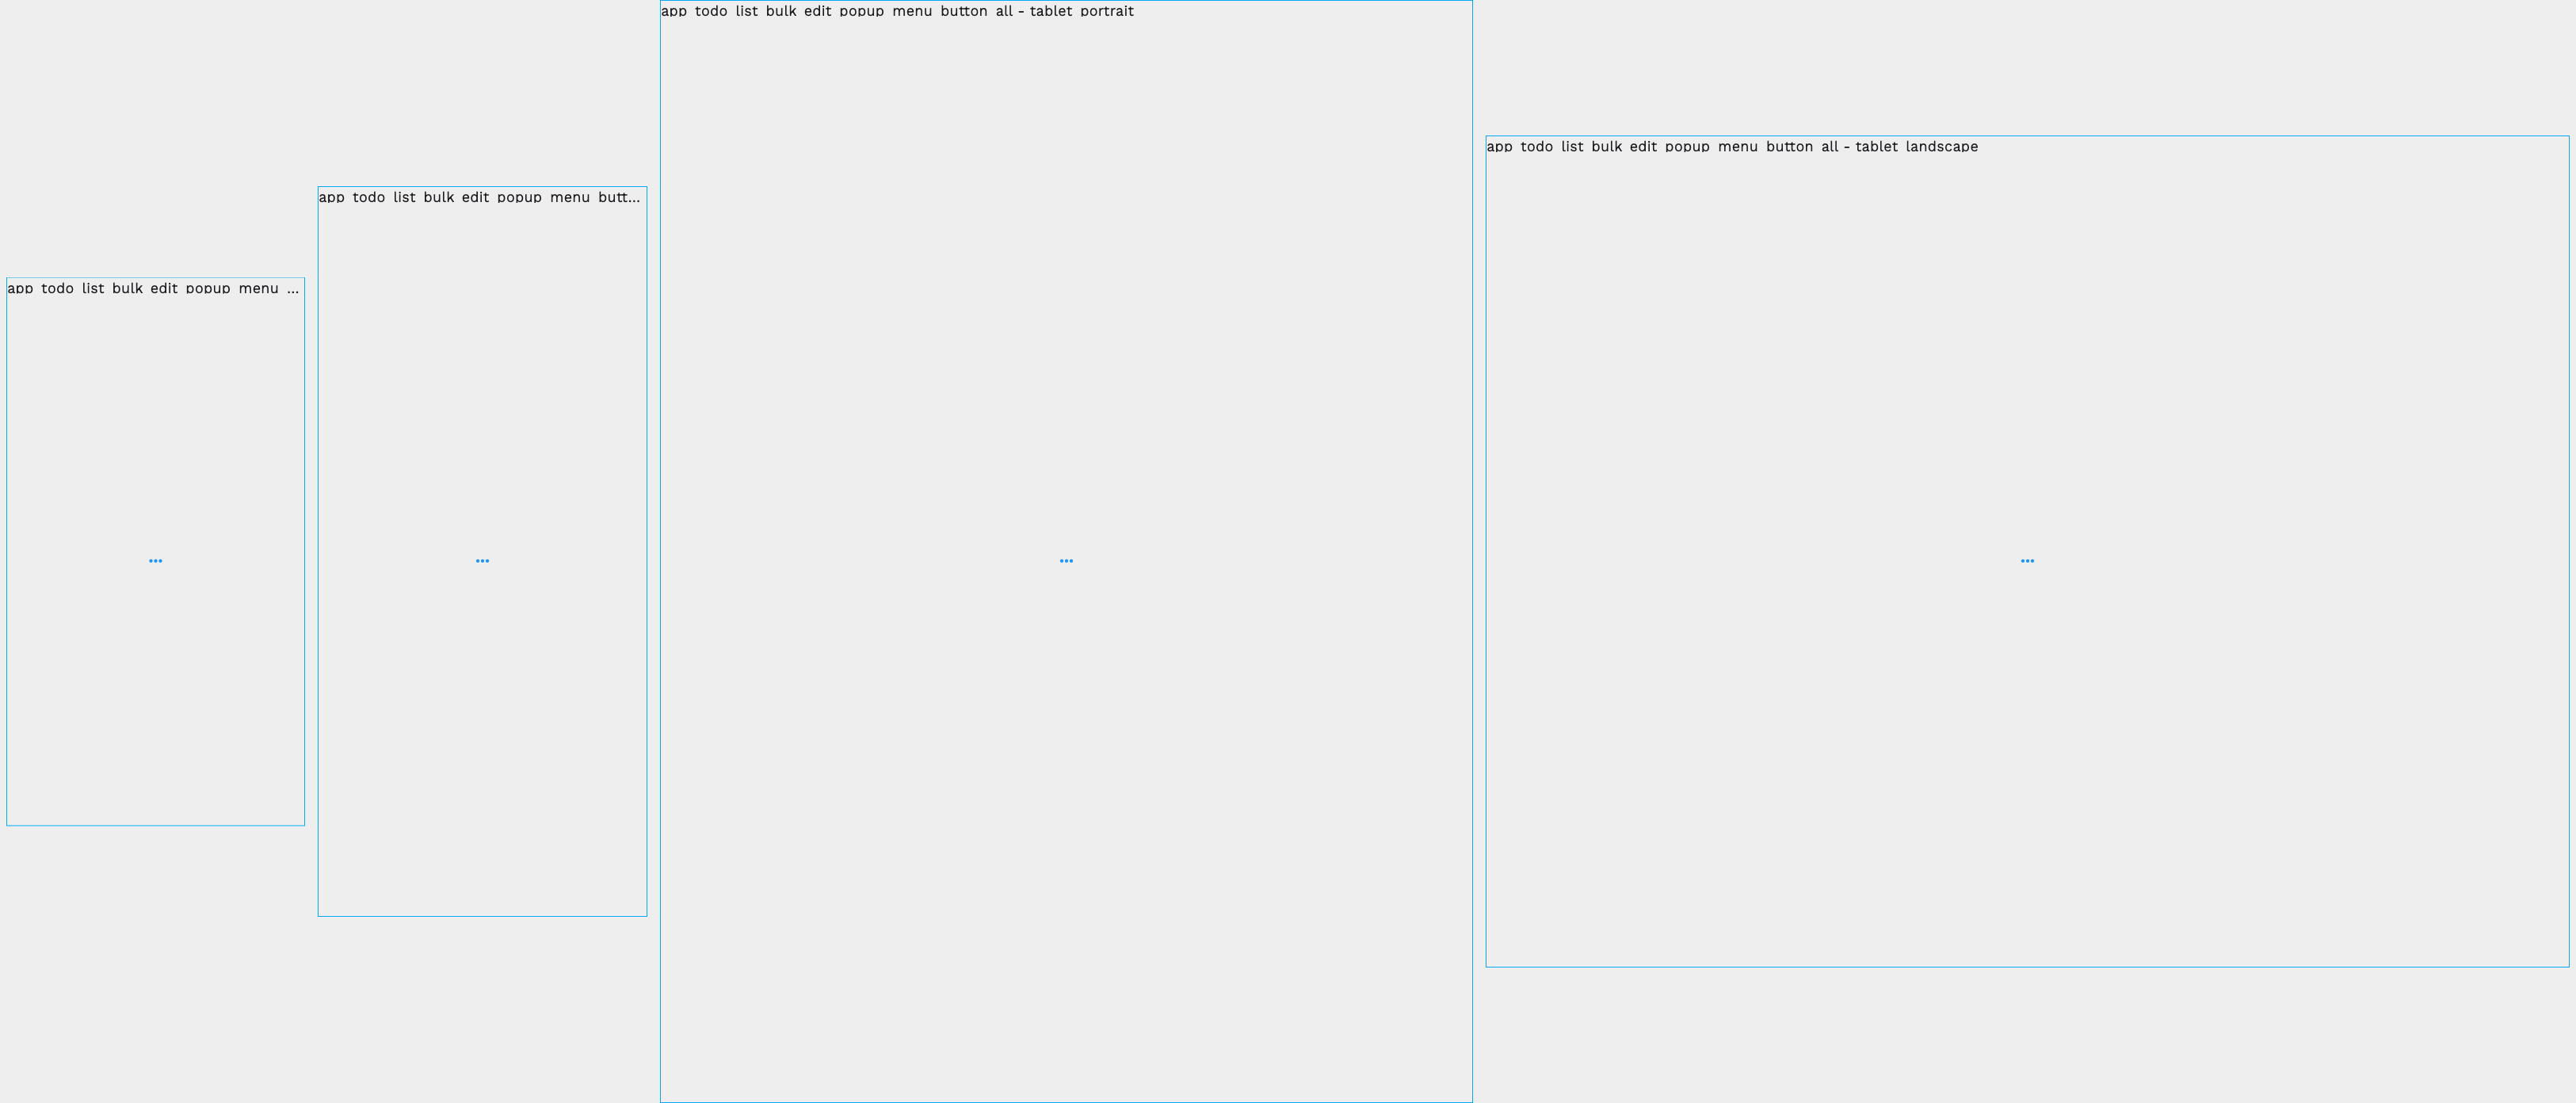 app todo list bulk edit popup menu button all - tablet portrait
app todo list bulk edit popup menu button all - tablet landscape
app todo list bulk edit popup menu butt...
app todo list bulk edit popup menu ...